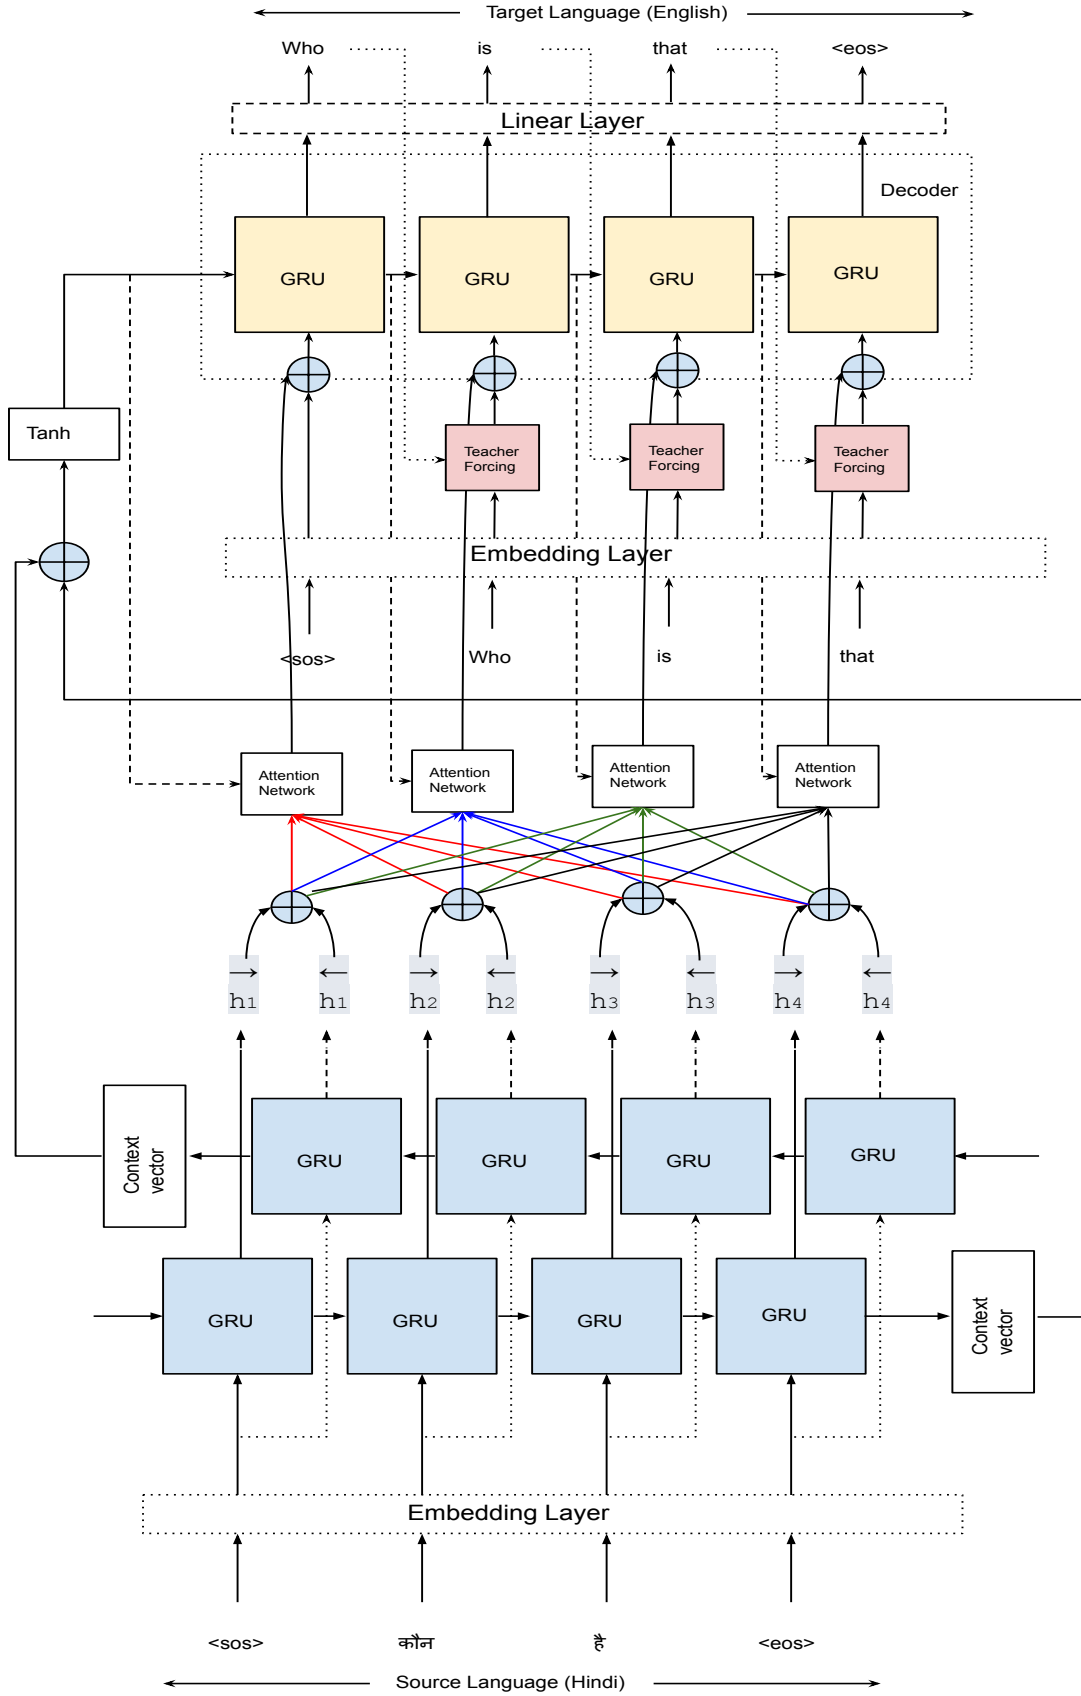 Target Language (English)
Who is that <eos>
Linear Layer
Decoder
GRU GRU GRU GRU
Tanh
Teacher Forcing
Teacher Forcing
Teacher Forcing
Embedding Layer
<sos> Who is that
Attention Network
Attention Network
Attention Network
Attention Network
h1 h1 h2 h2 h3 h3 h4 h4
Context vector
GRU GRU GRU GRU
GRU GRU GRU GRU
Context vector
Embedding Layer
<sos> कौन है <eos>
Source Language (Hindi)